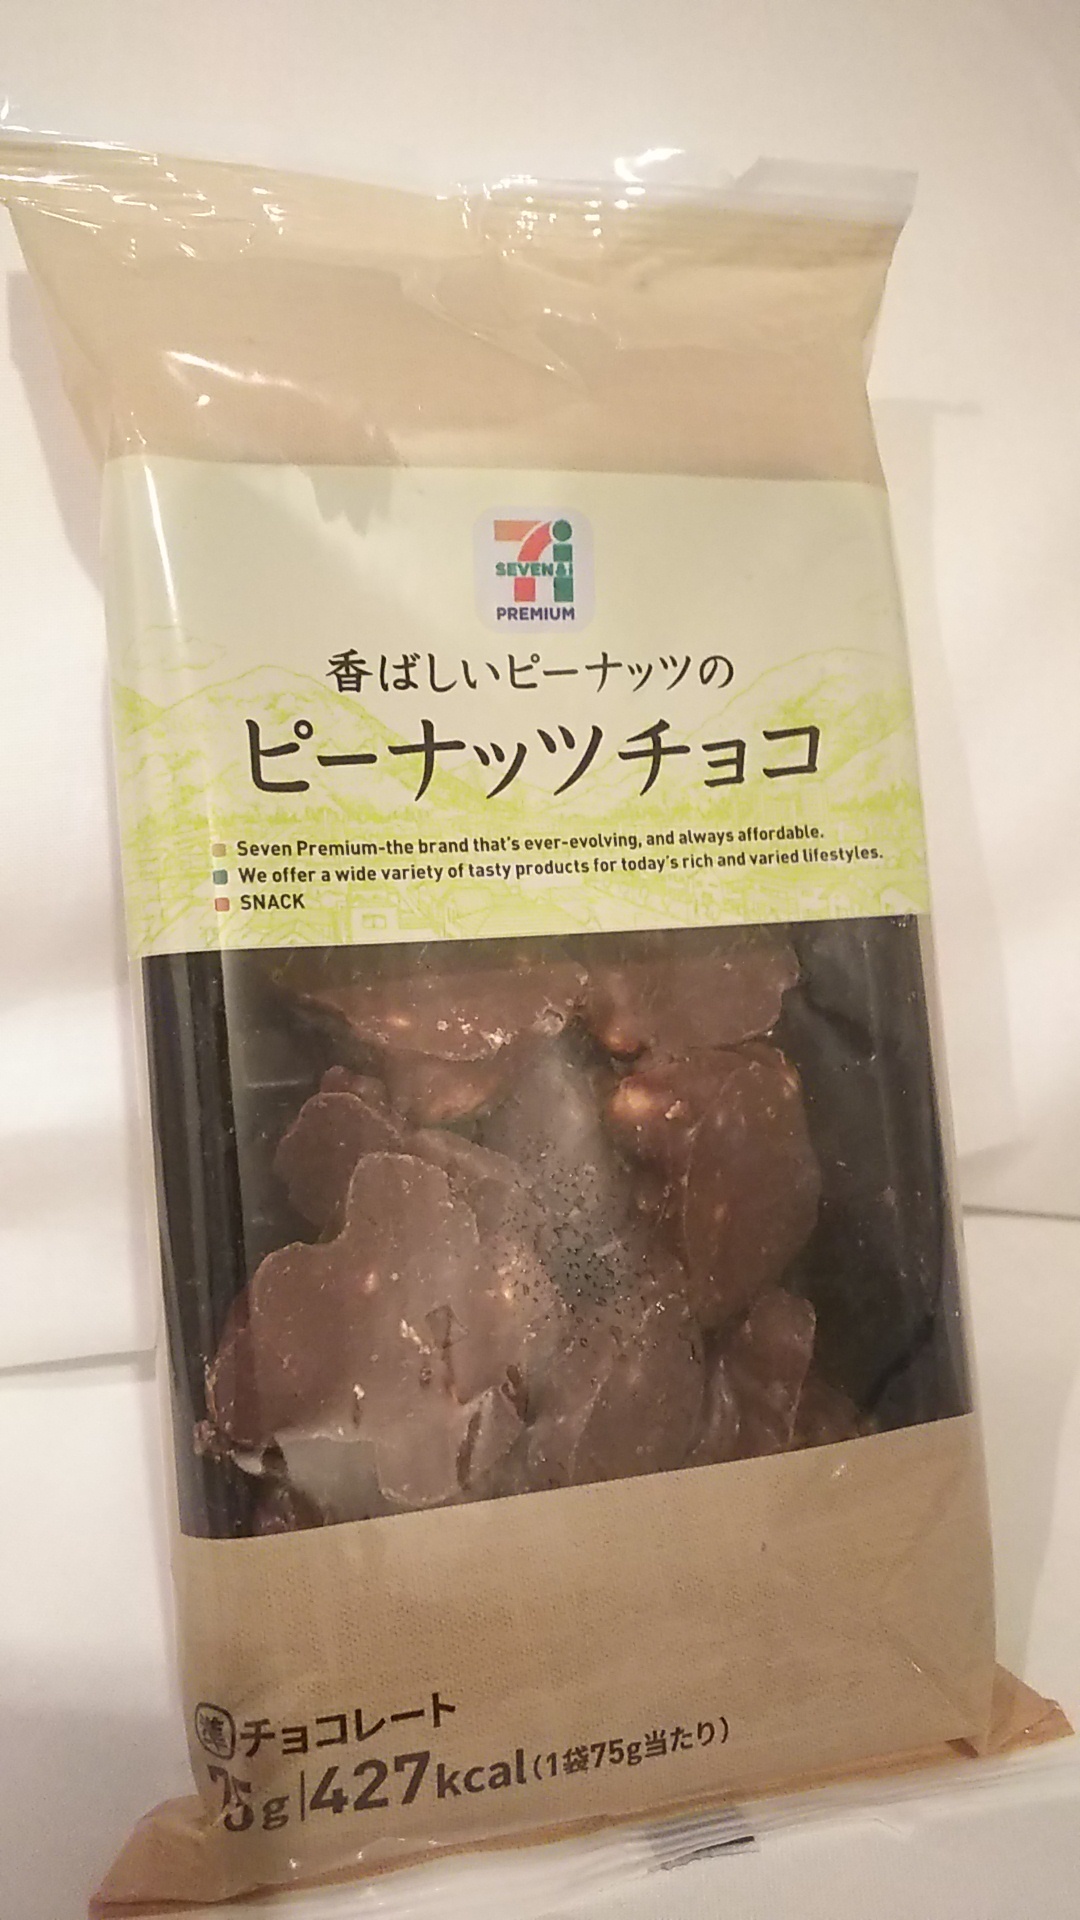 SEVEN&i
PREMIUM
香ばしいピーナッツの
ピーナッツチョコ
Seven Premium-the brand that's ever-evolving, and always affordable.
We offer a wide variety of tasty products for today's rich and varied lifestyles.
SNACK
準チョコレート
75g|427kcal(1袋75g当たり)